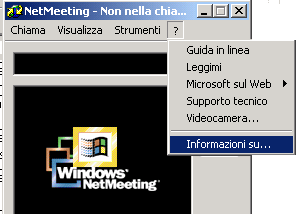 NetMeeting - Non nella chia...
Chiama Visualizza Strumenti ?
Guida in linea
Leggimi
Microsoft sul Web
Supporto tecnico
Videocamera...
Informazioni su...
Windows
NetMeeting